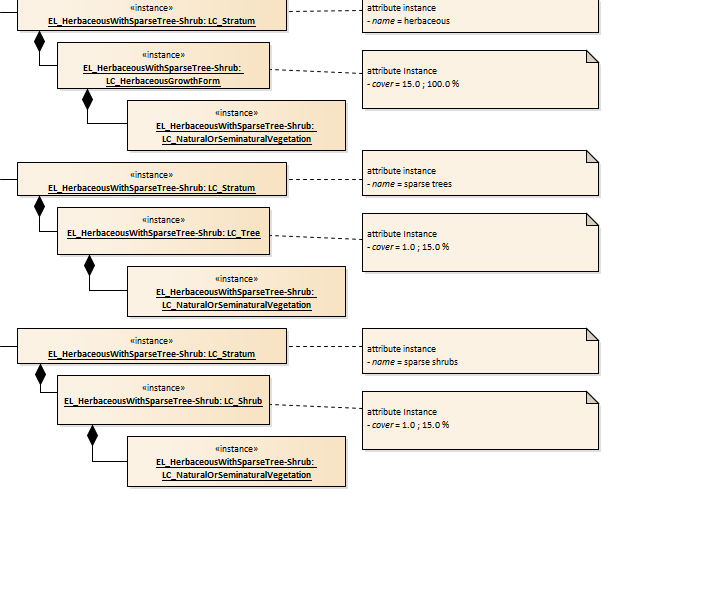 «instance»
EL_HerbaceousWithSparseTree-Shrub: LC_Stratum
attribute instance
- name = herbaceous
«instance»
EL_HerbaceousWithSparseTree-Shrub:
LC_HerbaceousGrowthForm
attribute Instance
- cover = 15.0 ; 100.0 %
«instance»
EL_HerbaceousWithSparseTree-Shrub:
LC_NaturalOrSeminaturalVegetation
«instance»
EL_HerbaceousWithSparseTree-Shrub: LC_Stratum
attribute instance
- name = sparse trees
«instance»
EL_HerbaceousWithSparseTree-Shrub: LC_Tree
attribute Instance
- cover = 1.0 ; 15.0 %
«instance»
EL_HerbaceousWithSparseTree-Shrub:
LC_NaturalOrSeminaturalVegetation
«instance»
EL_HerbaceousWithSparseTree-Shrub: LC_Stratum
attribute instance
- name = sparse shrubs
«instance»
EL_HerbaceousWithSparseTree-Shrub: LC_Shrub
attribute Instance
- cover = 1.0 ; 15.0 %
«instance»
EL_HerbaceousWithSparseTree-Shrub:
LC_NaturalOrSeminaturalVegetation